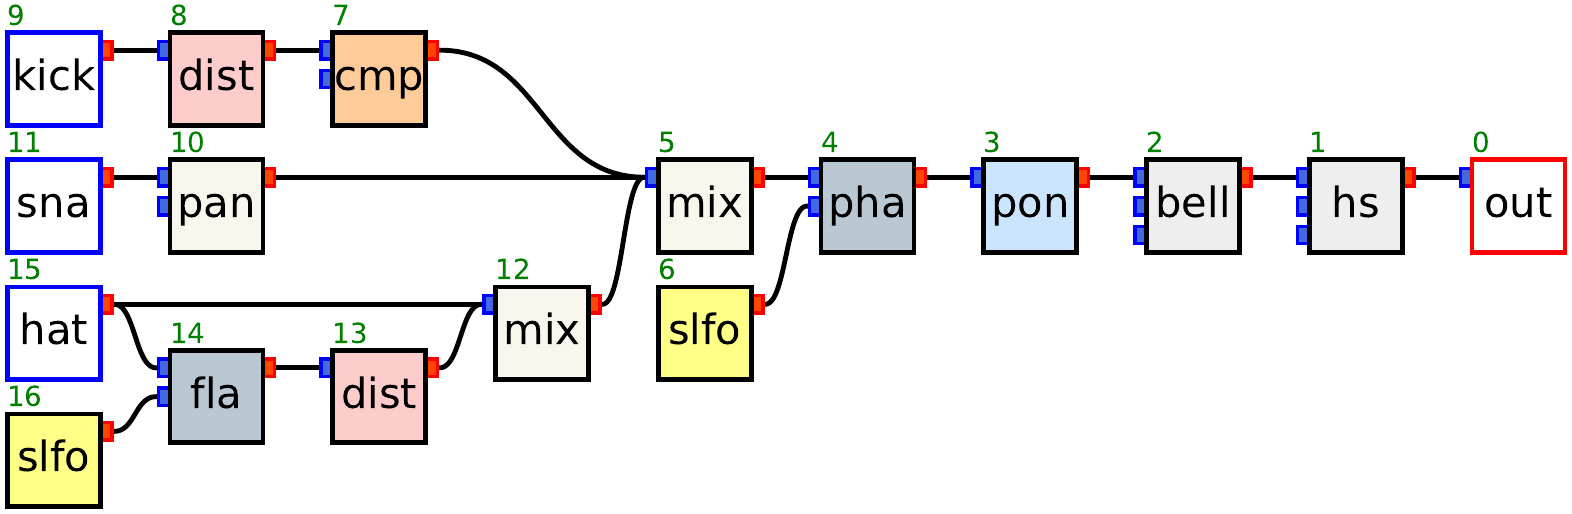 9 8 7
kick dist cmp
11 10 5 4 3 2 1 0
sna pan mix pha pon bell hs out
15 12 6
hat mix slfo
14 13
fla dist
16
slfo